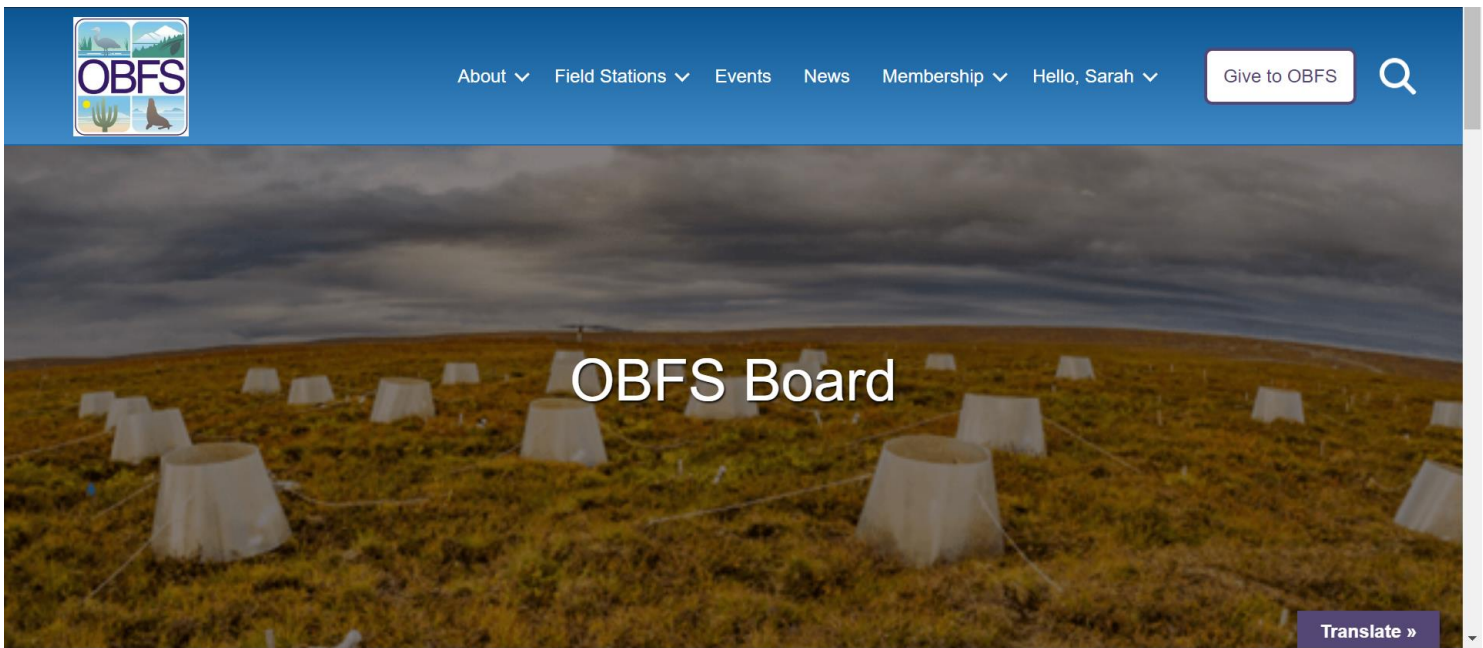 OBFS
About
Field Stations
Events
News
Membership
Hello, Sarah
Give to OBFS
OBFS Board
Translate »